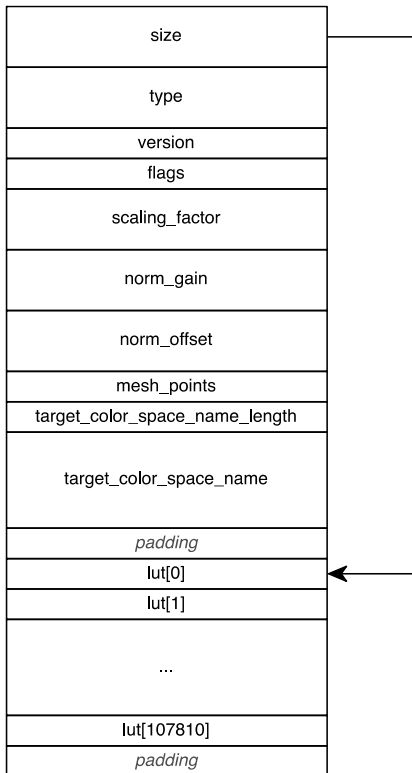 size
type
version
flags
scaling_factor
norm_gain
norm_offset
mesh_points
target_color_space_name_length
target_color_space_name
padding
lut[0]
lut[1]
...
lut[107810]
padding